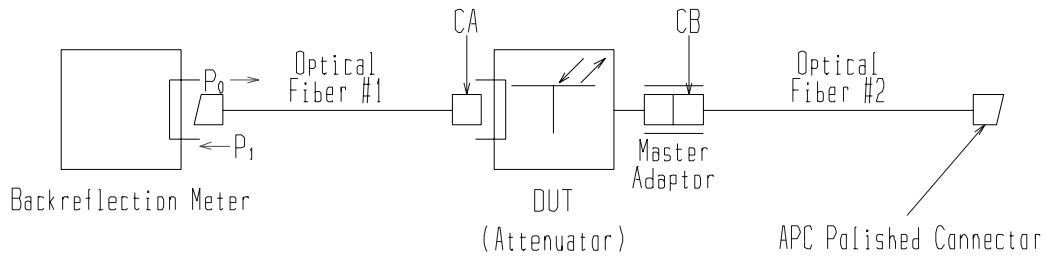 CA
CB
P0
Optical
Fiber #1
Optical
Fiber #2
P1
Master
Adaptor
Backreflection Meter
DUT
(Attenuator)
APC Polished Connector